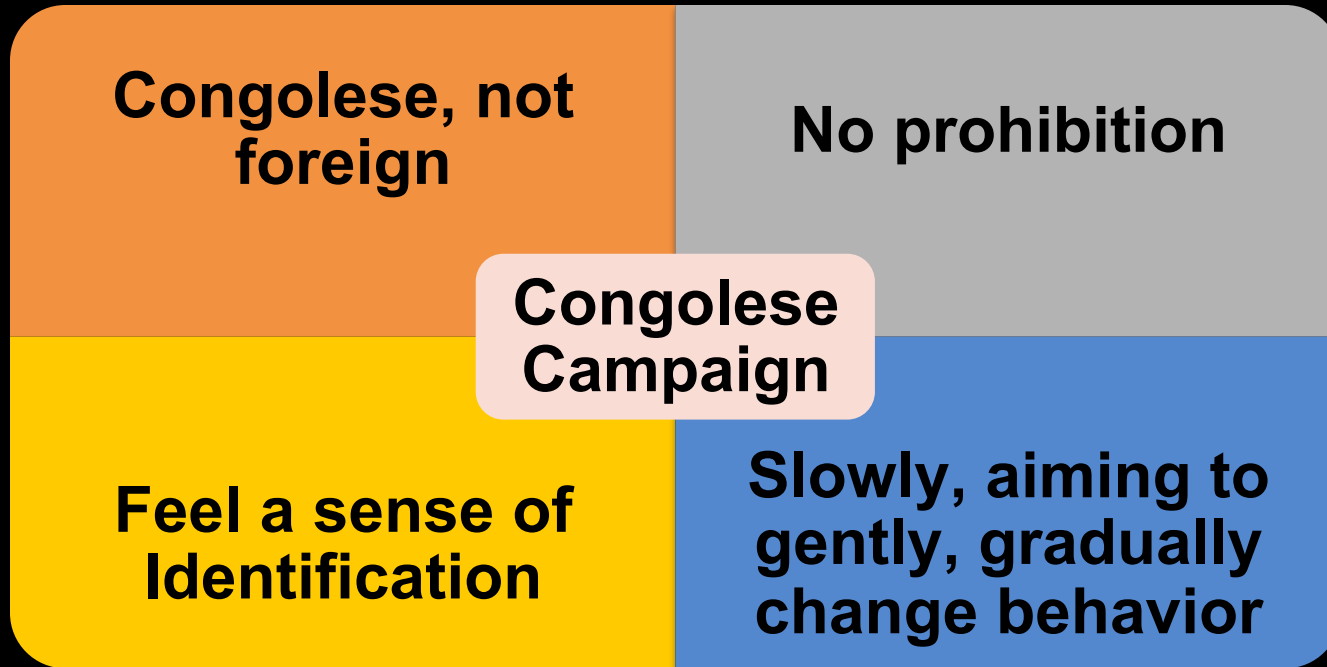 Congolese, not
foreign
No prohibition
Congolese
Campaign
Feel a sense of
Identification
Slowly, aiming to
gently, gradually
change behavior